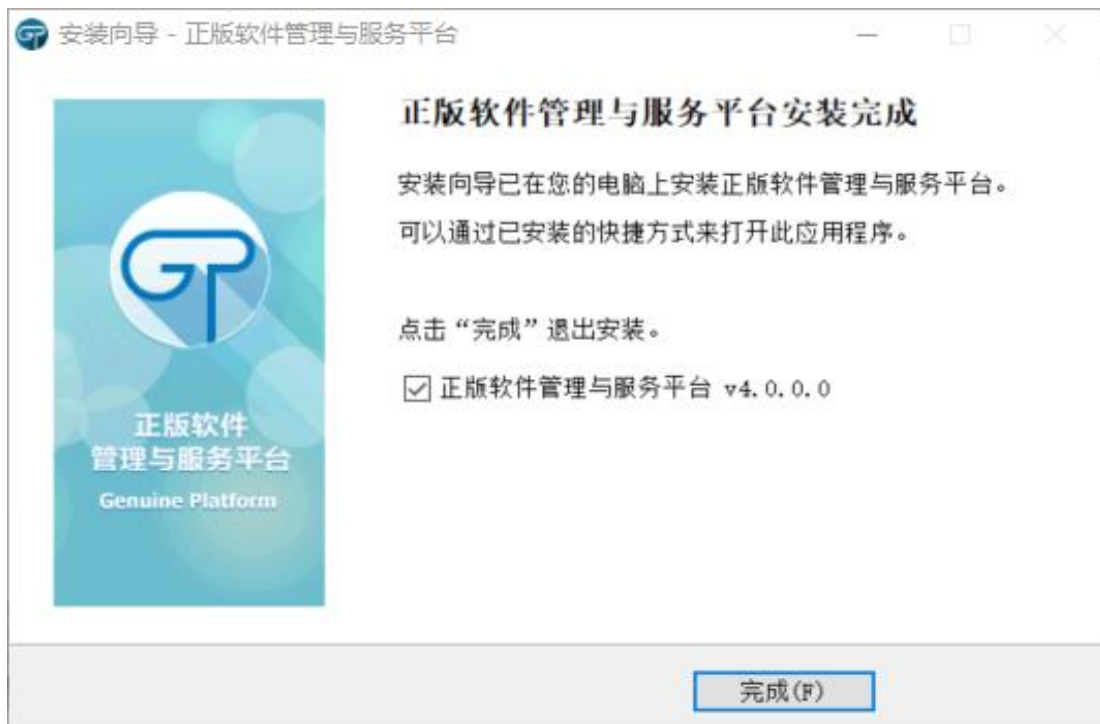 安装向导 - 正版软件管理与服务平台
GP
正版软件
管理与服务平台
Genuine Platform
正版软件管理与服务平台安装完成
安装向导已在您的电脑上安装正版软件管理与服务平台。
可以通过已安装的快捷方式来打开此应用程序。
点击“完成”退出安装。
正版软件管理与服务平台 v4.0.0.0
完成(F)